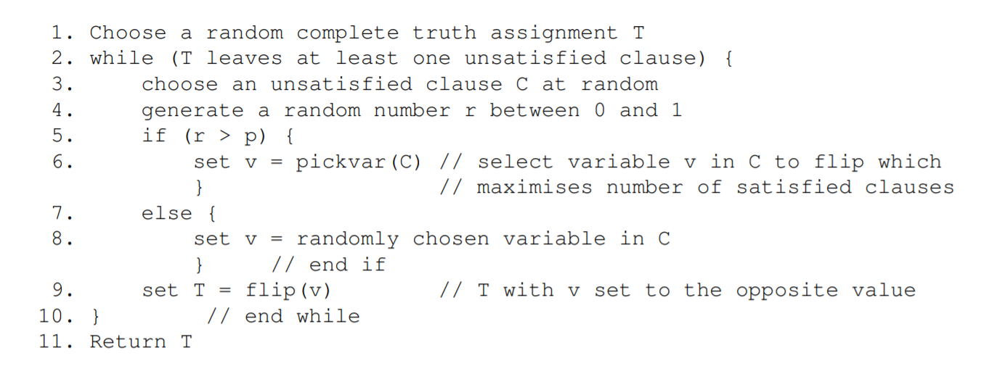 1. Choose a random complete truth assignment T
2. while (T leaves at least one unsatisfied clause) {
3. choose an unsatisfied clause C at random
4. generate a random number r between 0 and 1
5. if (r > p) {
6. set v = pickvar(C) // select variable v in C to flip which
} // maximises number of satisfied clauses
7. else {
8. set v = randomly chosen variable in C
} // end if
9. set T = flip(v) // T with v set to the opposite value
10. } // end while
11. Return T